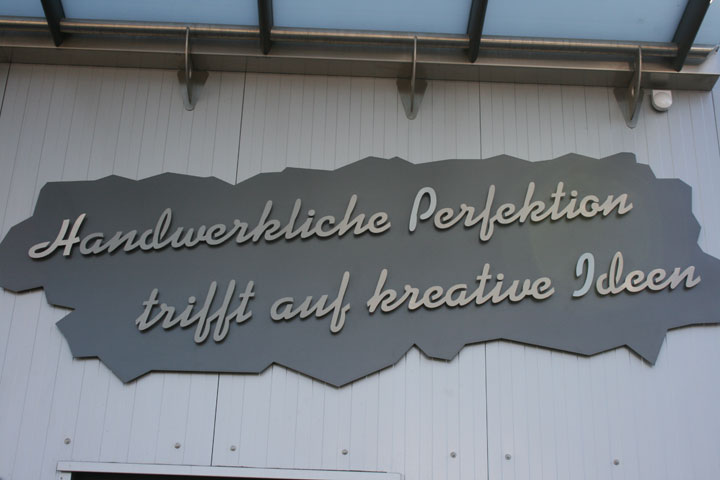 Handwerkliche Perfektion
trifft auf kreative Ideen